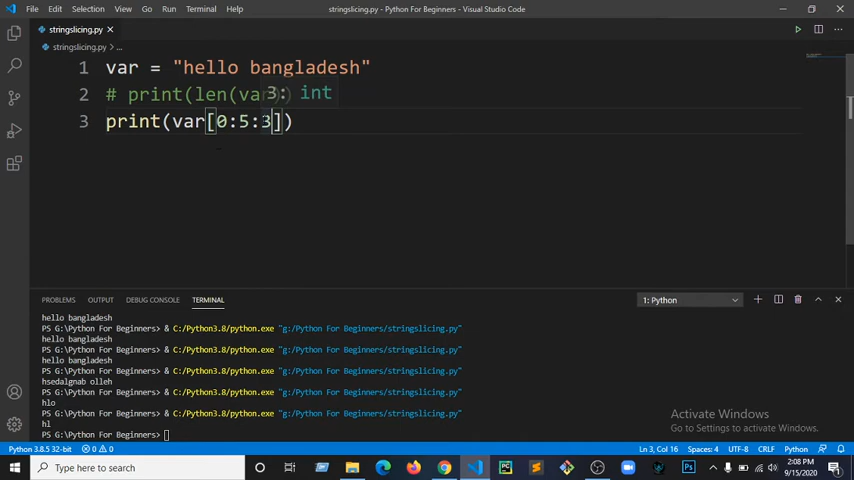 File Edit Selection View Go Run Terminal Help
stringslicing.py - Python For Beginners - Visual Studio Code
stringslicing.py
stringslicing.py > ...
1 var = "hello bangladesh"
3: int
2 # print(len(var))
3 print(var[0:5:3])
PROBLEMS OUTPUT DEBUG CONSOLE TERMINAL
1: Python
hello bangladesh
PS G:\Python For Beginners> & C:/Python3.8/python.exe "g:/Python For Beginners/stringslicing.py"
hello bangladesh
PS G:\Python For Beginners> & C:/Python3.8/python.exe "g:/Python For Beginners/stringslicing.py"
hello bangladesh
PS G:\Python For Beginners> & C:/Python3.8/python.exe "g:/Python For Beginners/stringslicing.py"
hsedalgnab olleh
PS G:\Python For Beginners> & C:/Python3.8/python.exe "g:/Python For Beginners/stringslicing.py"
hlo
PS G:\Python For Beginners> & C:/Python3.8/python.exe "g:/Python For Beginners/stringslicing.py"
hl
PS G:\Python For Beginners>
Activate Windows
Go to Settings to activate Windows.
Python 3.8.5 32-bit 0 0
Ln 3, Col 16 Spaces: 4 UTF-8 CRLF Python
Type here to search
2:08 PM
9/15/2020